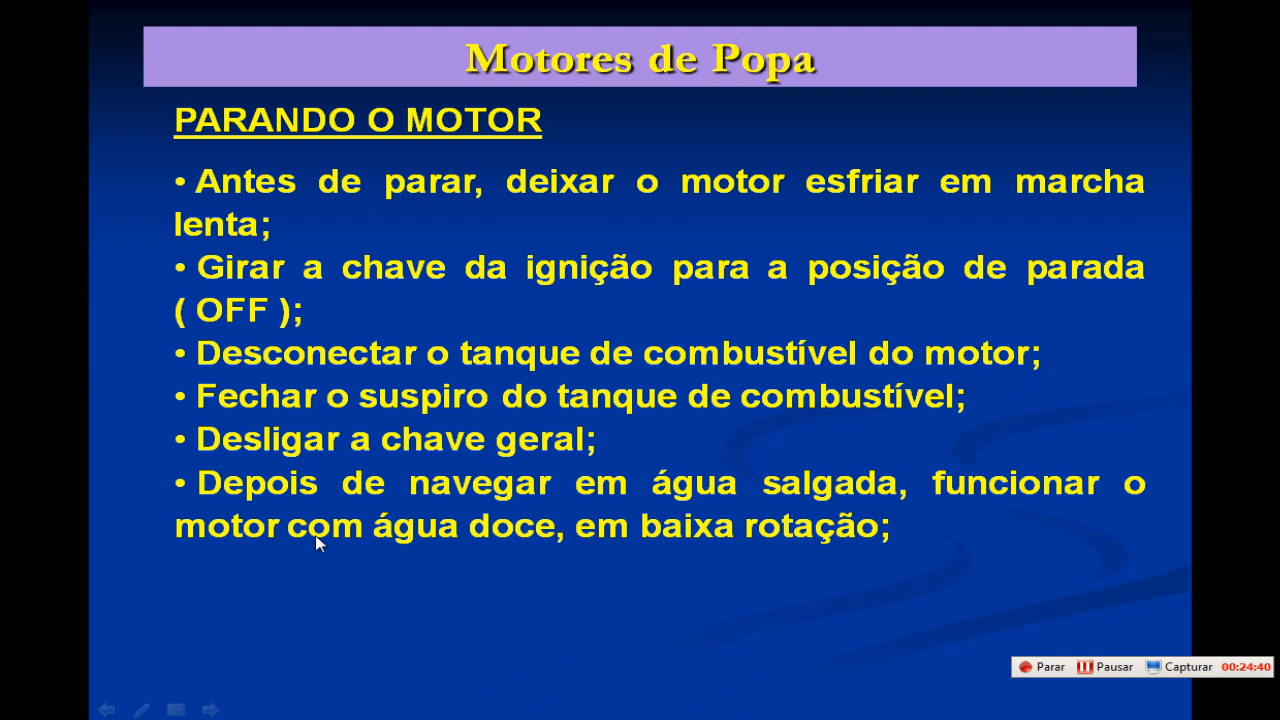 Motores de Popa
PARANDO O MOTOR
• Antes de parar, deixar o motor esfriar em marcha
lenta;
• Girar a chave da ignição para a posição de parada
( OFF );
• Desconectar o tanque de combustível do motor;
• Fechar o suspiro do tanque de combustível;
• Desligar a chave geral;
• Depois de navegar em água salgada, funcionar o
motor com água doce, em baixa rotação;
Parar Pausar Capturar 00:24:40